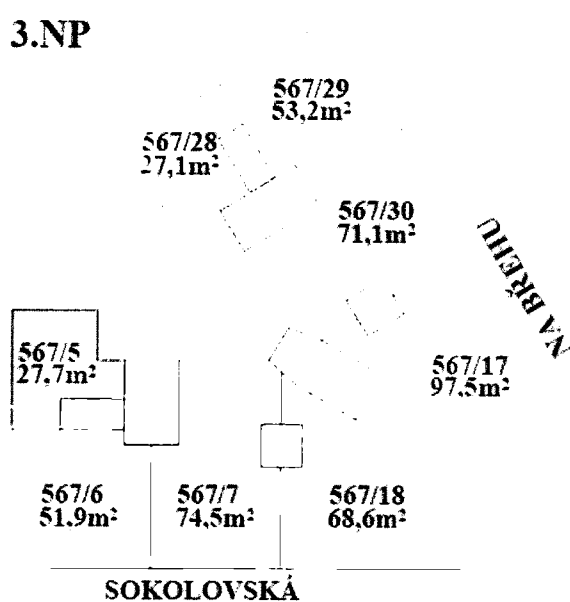 3.NP
567/29
53,2m²
567/28
27,1m²
567/30
71,1m²
NA BŘEHU
567/5
27,7m²
567/17
97,5m²
567/6
51,9m²
567/7
74,5m²
567/18
68,6m²
SOKOLOVSKÁ